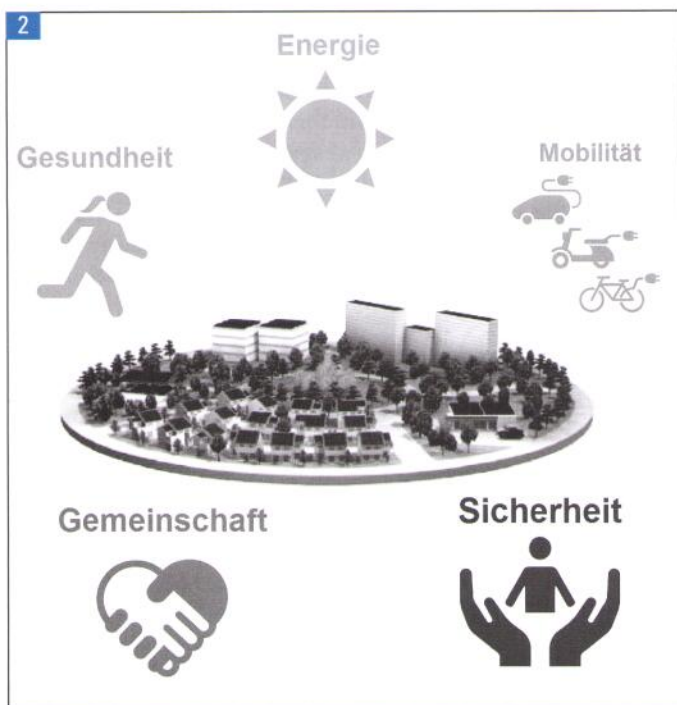 2
Energie
Gesundheit
Mobilität
Gemeinschaft
Sicherheit